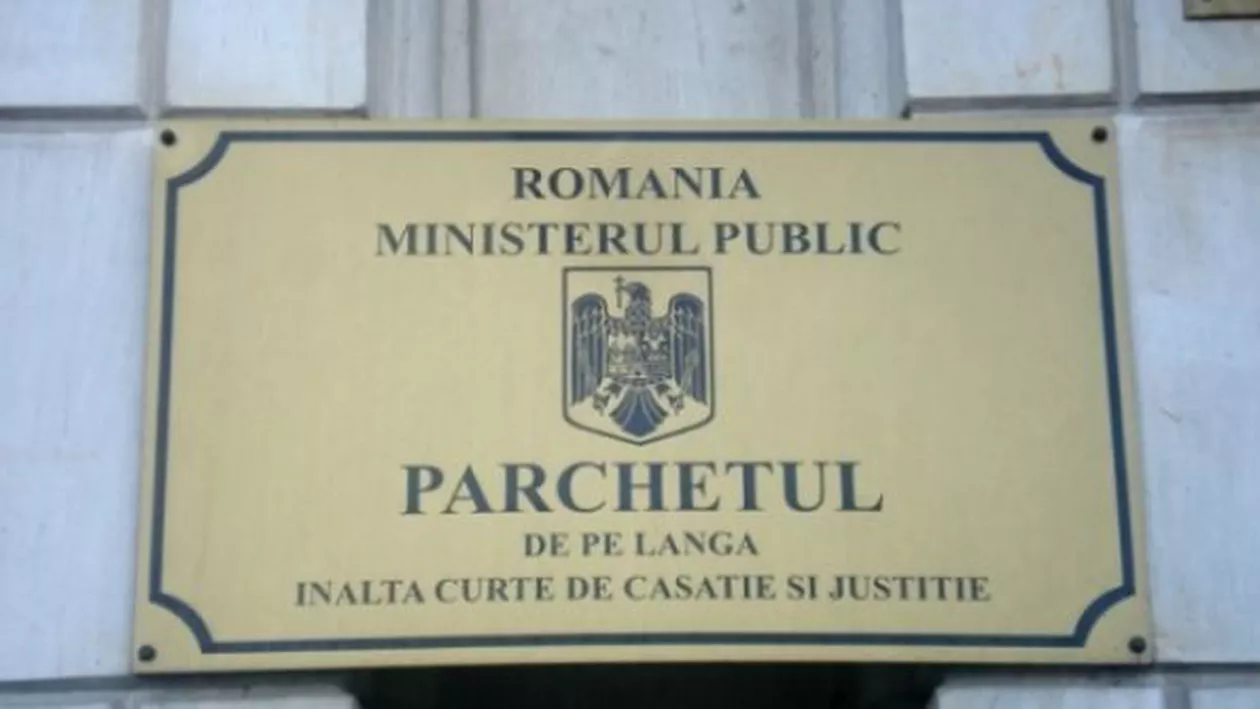 ROMANIA
MINISTERUL PUBLIC
PARCHETUL
DE PE LANGA
INALTA CURTE DE CASATIE SI JUSTITIE